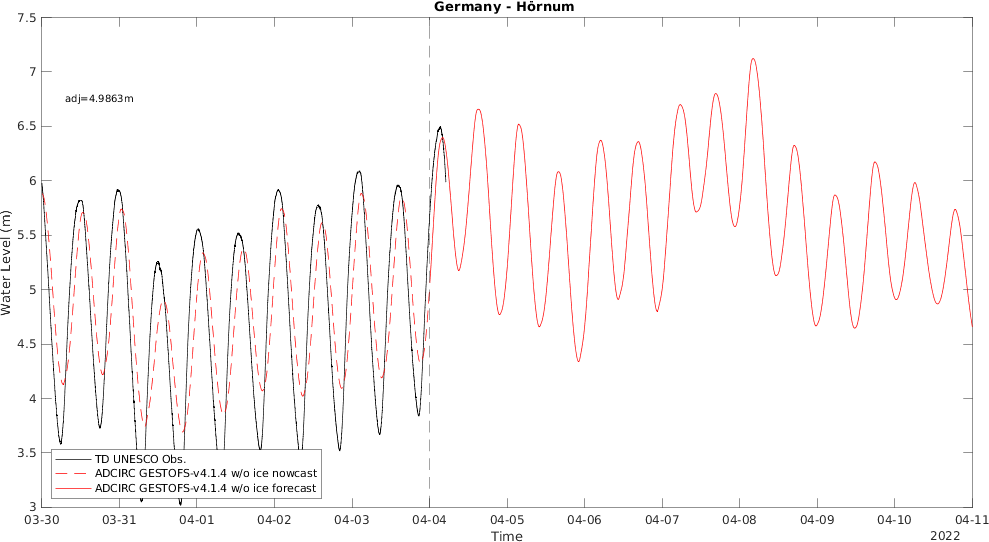 Germany - Hörnum
7.5
7
6.5
6
5.5
5
4.5
4
3.5
3
Water Level (m)
adj=4.9863m
TD UNESCO Obs.
ADCIRC GESTOFS-v4.1.4 w/o ice nowcast
ADCIRC GESTOFS-v4.1.4 w/o ice forecast
03-30 03-31 04-01 04-02 04-03 04-04 04-05 04-06 04-07 04-08 04-09 04-10 04-11
Time
2022